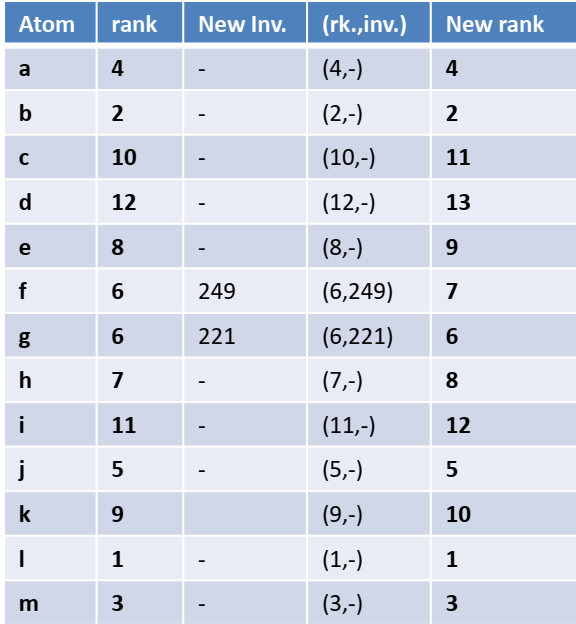 Atom rank New Inv. (rk.,inv.) New rank
a 4 - (4,-) 4
b 2 - (2,-) 2
c 10 - (10,-) 11
d 12 - (12,-) 13
e 8 - (8,-) 9
f 6 249 (6,249) 7
g 6 221 (6,221) 6
h 7 - (7,-) 8
i 11 - (11,-) 12
j 5 - (5,-) 5
k 9 (9,-) 10
l 1 - (1,-) 1
m 3 - (3,-) 3